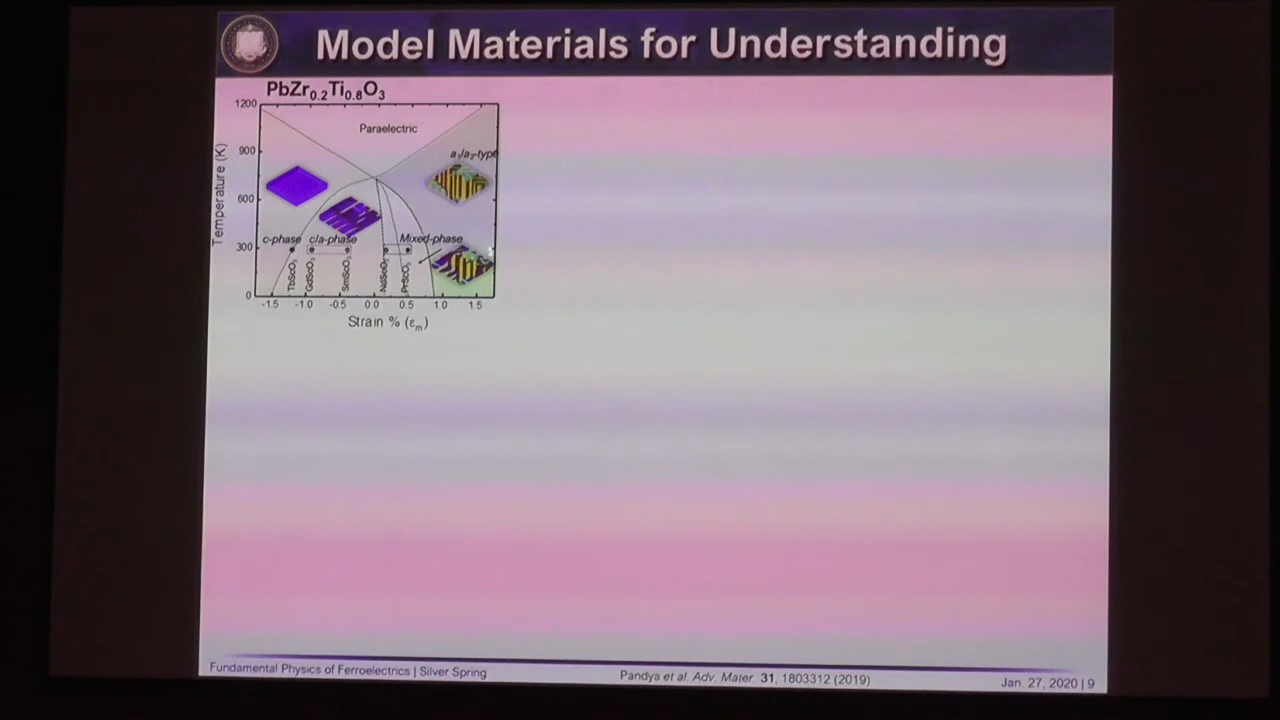 Model Materials for Understanding
PbZr0.2Ti0.8O3
1200
900
600
300
0
Temperature (K)
Paraelectric
a1/a2-type
c-phase
c/a-phase
Mixed-phase
TbScO3
GdScO3
SmScO3
NdScO3
PrScO3
-1.5 -1.0 -0.5 0.0 0.5 1.0 1.5
Strain % (εm)
Fundamental Physics of Ferroelectrics | Silver Spring
Pandya et al. Adv. Mater. 31, 1803312 (2019)
Jan. 27, 2020 | 9